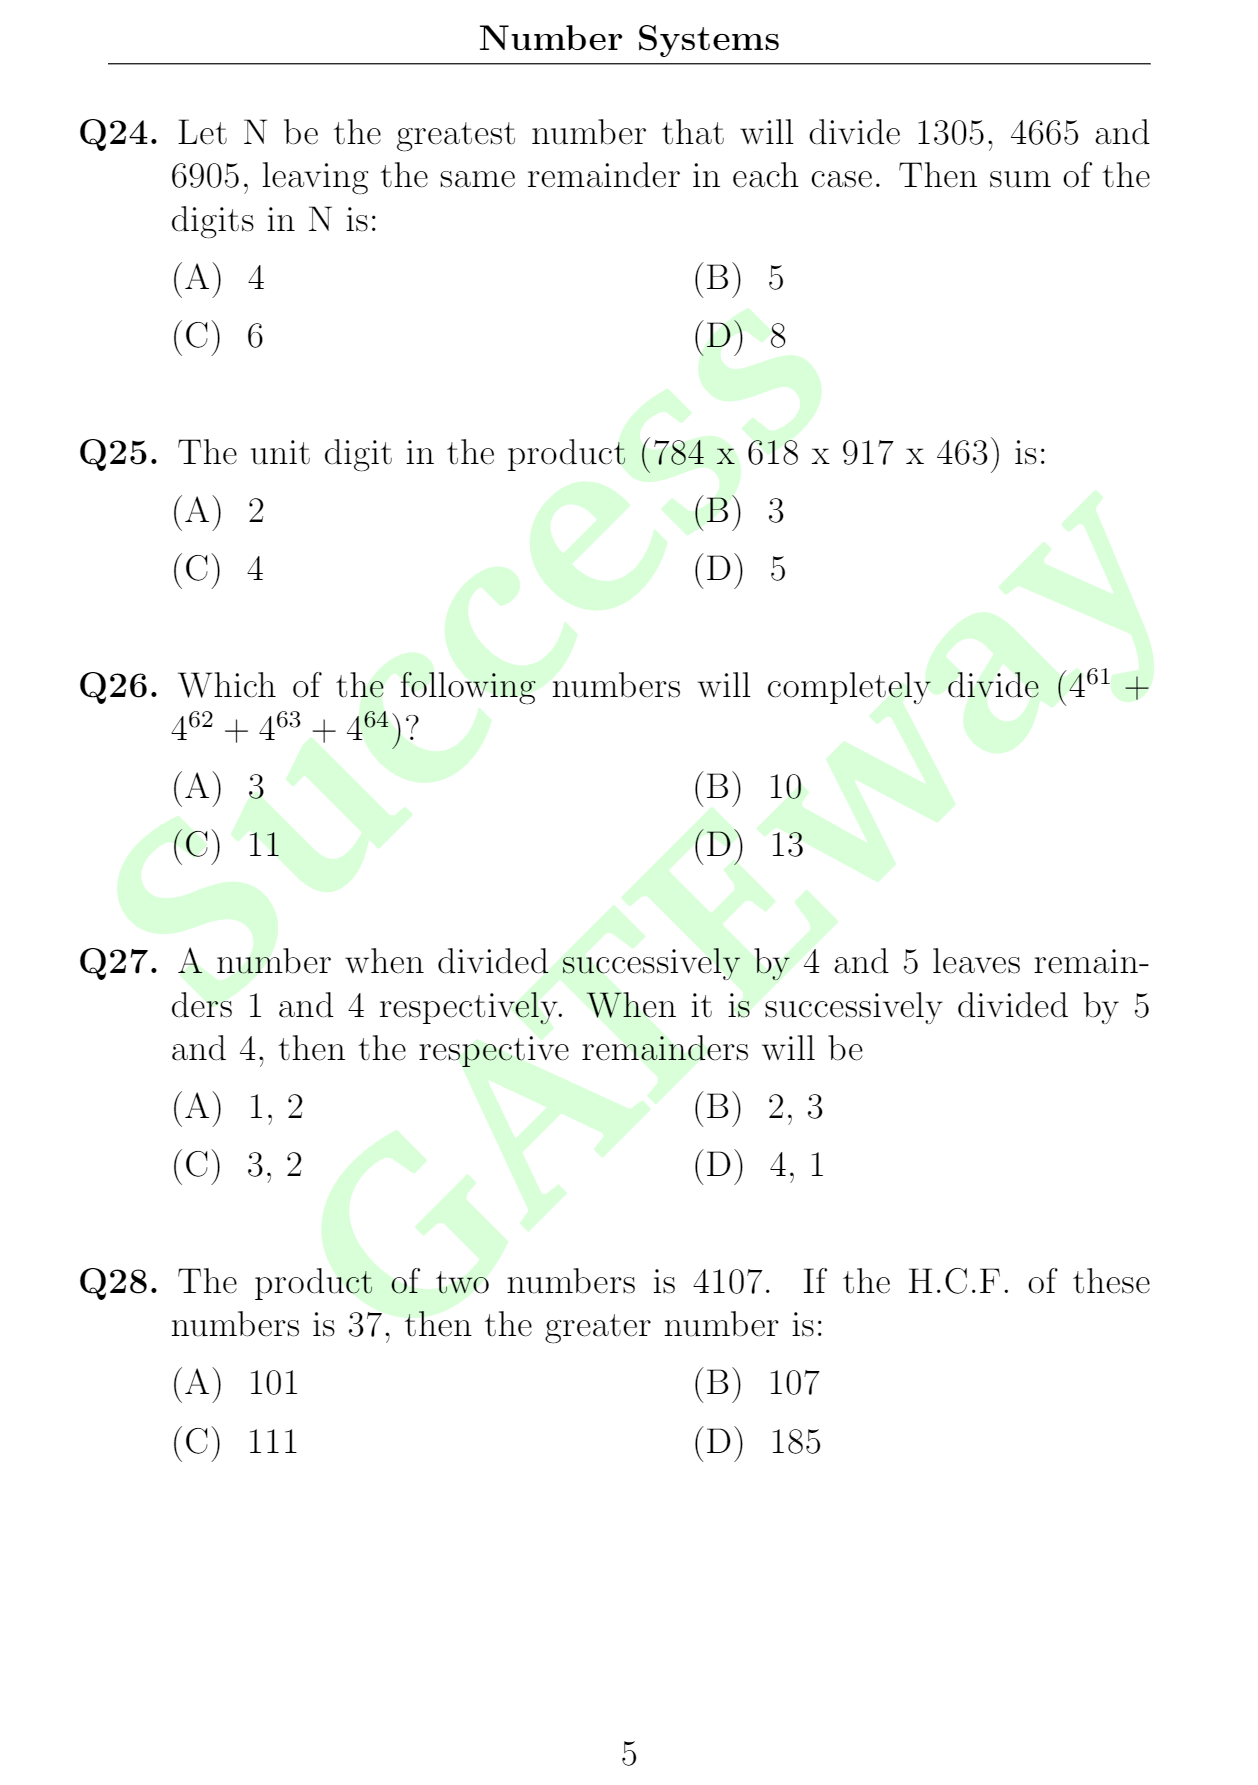 Number Systems
Q24. Let N be the greatest number that will divide 1305, 4665 and
6905, leaving the same remainder in each case. Then sum of the
digits in N is:
(A) 4 (B) 5
(C) 6 (D) 8
Q25. The unit digit in the product (784 x 618 x 917 x 463) is:
(A) 2 (B) 3
(C) 4 (D) 5
Q26. Which of the following numbers will completely divide (4^61 +
4^62 + 4^63 + 4^64)?
(A) 3 (B) 10
(C) 11 (D) 13
Q27. A number when divided successively by 4 and 5 leaves remain-
ders 1 and 4 respectively. When it is successively divided by 5
and 4, then the respective remainders will be
(A) 1, 2 (B) 2, 3
(C) 3, 2 (D) 4, 1
Q28. The product of two numbers is 4107. If the H.C.F. of these
numbers is 37, then the greater number is:
(A) 101 (B) 107
(C) 111 (D) 185
Success
GATEway
5